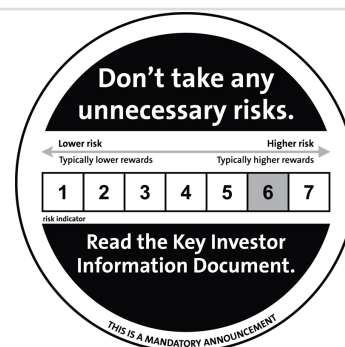 Don't take any
unnecessary risks.
Lower risk Higher risk
Typically lower rewards Typically higher rewards
1 2 3 4 5 6 7
risk indicator
Read the Key Investor
Information Document.
THIS IS A MANDATORY ANNOUNCEMENT